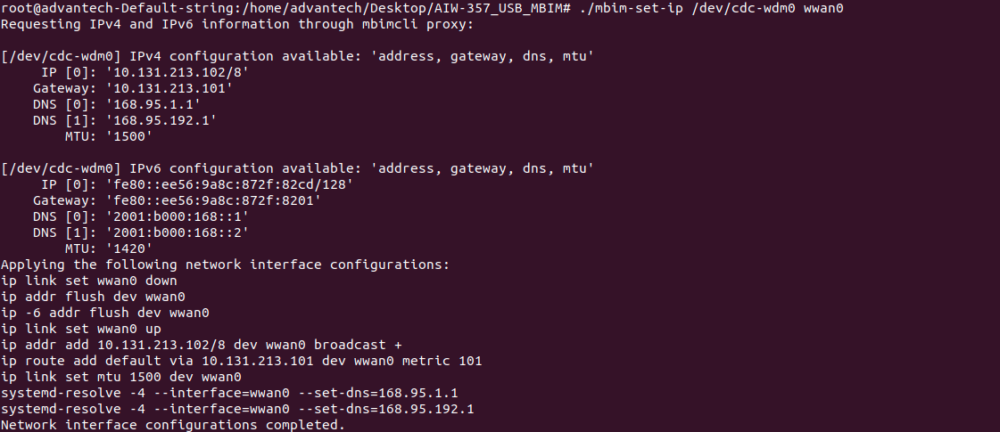 root@advantech-Default-string:/home/advantech/Desktop/AIW-357_USB_MBIM# ./mbim-set-ip /dev/cdc-wdm0 wwan0
Requesting IPv4 and IPv6 information through mbimcli proxy:

[/dev/cdc-wdm0] IPv4 configuration available: 'address, gateway, dns, mtu'
     IP [0]: '10.131.213.102/8'
    Gateway: '10.131.213.101'
    DNS [0]: '168.95.1.1'
    DNS [1]: '168.95.192.1'
        MTU: '1500'

[/dev/cdc-wdm0] IPv6 configuration available: 'address, gateway, dns, mtu'
     IP [0]: 'fe80::ee56:9a8c:872f:82cd/128'
    Gateway: 'fe80::ee56:9a8c:872f:8201'
    DNS [0]: '2001:b000:168::1'
    DNS [1]: '2001:b000:168::2'
        MTU: '1420'
Applying the following network interface configurations:
ip link set wwan0 down
ip addr flush dev wwan0
ip -6 addr flush dev wwan0
ip link set wwan0 up
ip addr add 10.131.213.102/8 dev wwan0 broadcast +
ip route add default via 10.131.213.101 dev wwan0 metric 101
ip link set mtu 1500 dev wwan0
systemd-resolve -4 --interface=wwan0 --set-dns=168.95.1.1
systemd-resolve -4 --interface=wwan0 --set-dns=168.95.192.1
Network interface configurations completed.